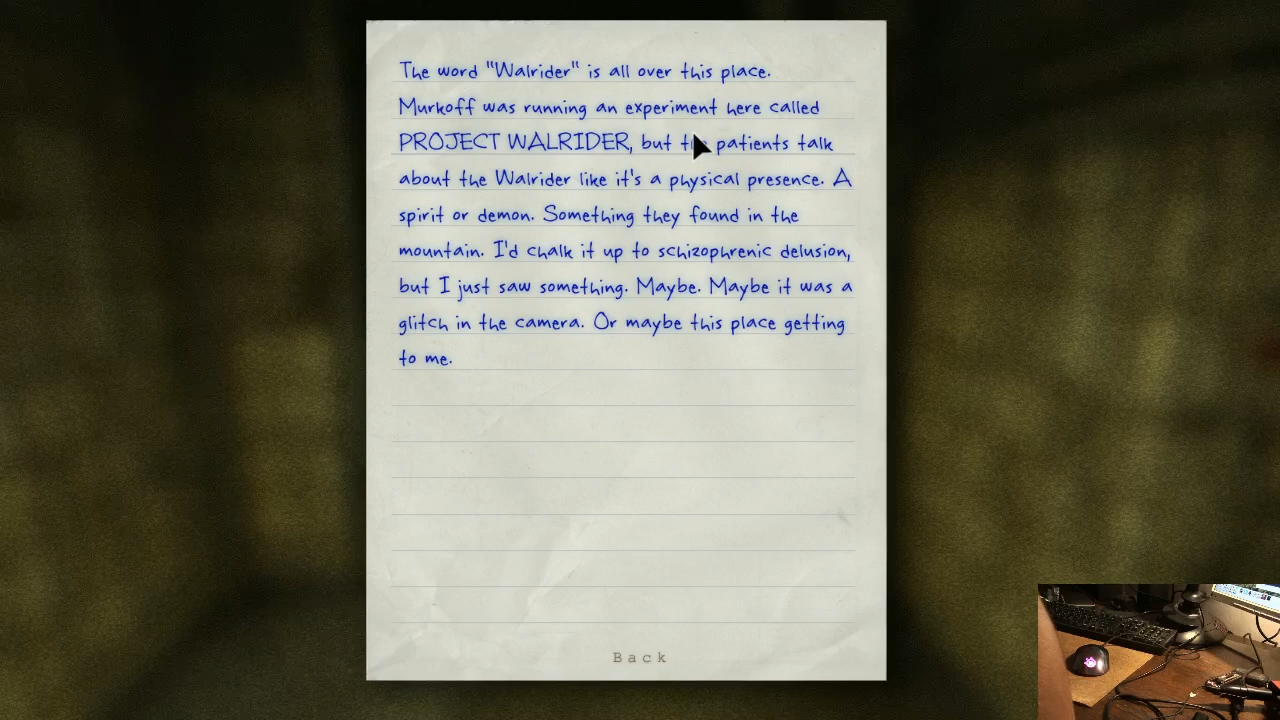 The word "Walrider" is all over this place.
Murkoff was running an experiment here called
PROJECT WALRIDER, but the patients talk
about the Walrider like it's a physical presence. A
spirit or demon. Something they found in the
mountain. I'd chalk it up to schizophrenic delusion,
but I just saw something. Maybe. Maybe it was a
glitch in the camera. Or maybe this place getting
to me.
Back